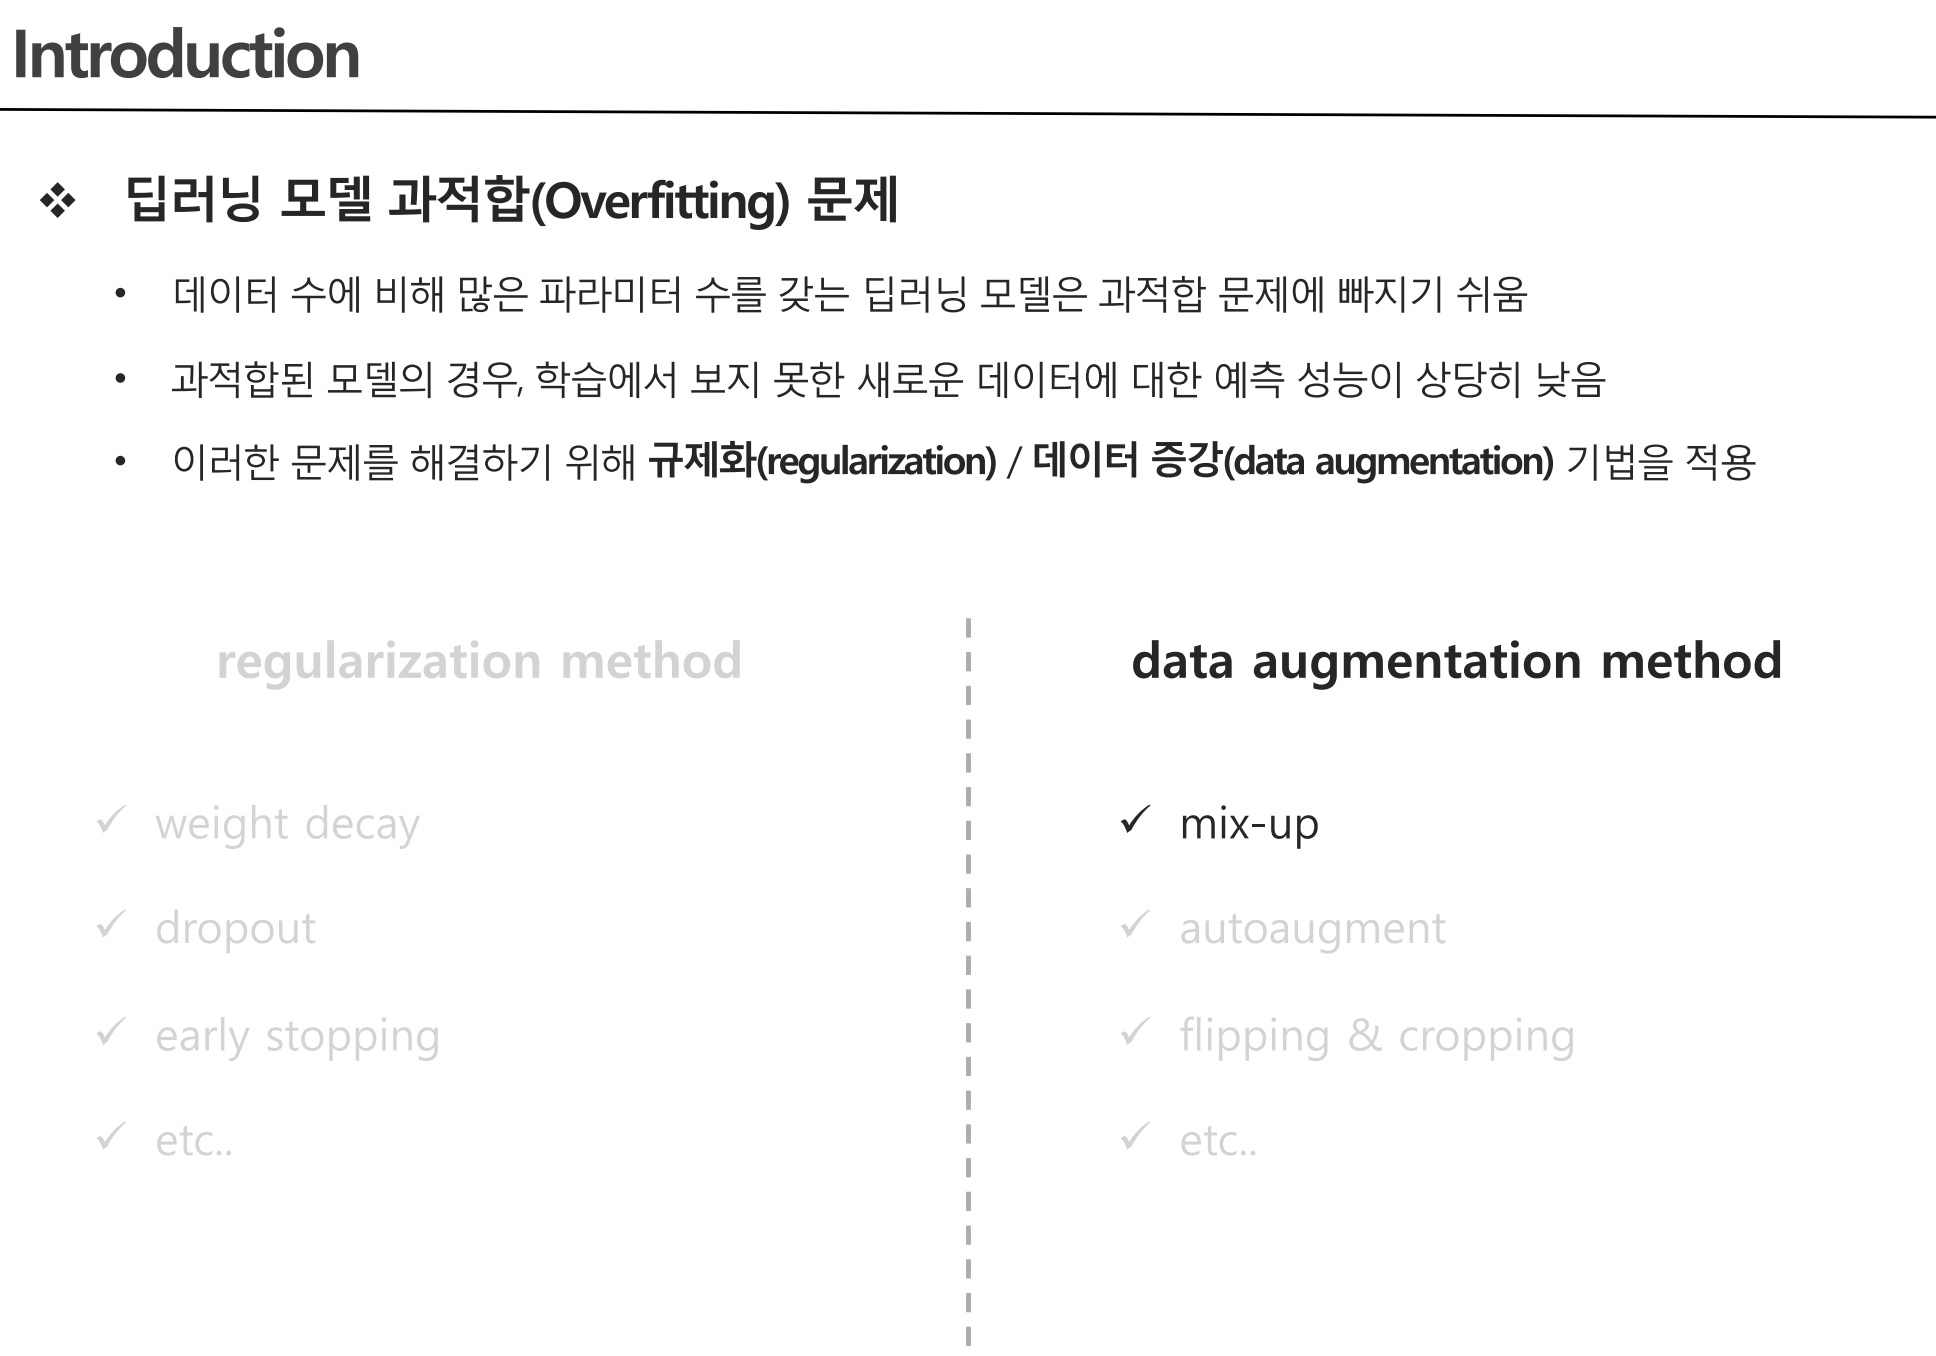 Introduction
❖ 딥러닝 모델 과적합(Overfitting) 문제
• 데이터 수에 비해 많은 파라미터 수를 갖는 딥러닝 모델은 과적합 문제에 빠지기 쉬움
• 과적합된 모델의 경우, 학습에서 보지 못한 새로운 데이터에 대한 예측 성능이 상당히 낮음
• 이러한 문제를 해결하기 위해 규제화(regularization) / 데이터 증강(data augmentation) 기법을 적용
regularization method
✓ weight decay
✓ dropout
✓ early stopping
✓ etc..
data augmentation method
✓ mix-up
✓ autoaugment
✓ flipping & cropping
✓ etc..